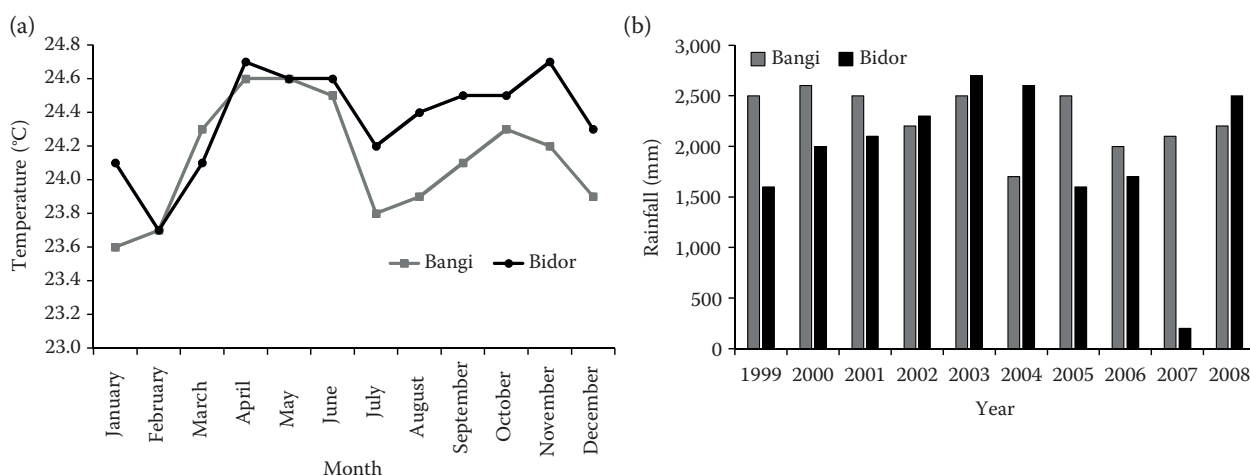 (a)
Temperature (°C)
24.8
24.6
24.4
24.2
24.0
23.8
23.6
23.4
23.2
23.0
Bangi
Bidor
January
February
March
April
May
June
July
August
September
October
November
December
Month
(b)
Rainfall (mm)
3,000
2,500
2,000
1,500
1,000
500
0
Bangi
Bidor
1999 2000 2001 2002 2003 2004 2005 2006 2007 2008
Year